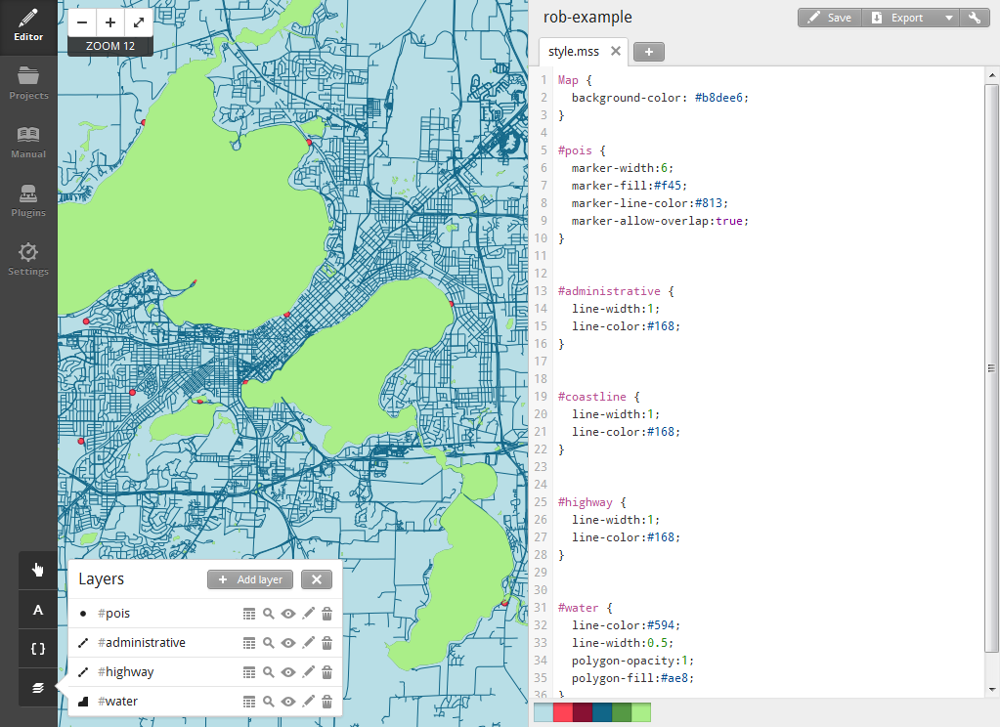 Editor
Projects
Manual
Plugins
Settings
ZOOM 12
A
{ }
Layers
+ Add layer
#pois
#administrative
#highway
#water
rob-example
Save
Export
style.mss
1 Map {
2 background-color: #b8dee6;
3 }
4
5 #pois {
6 marker-width:6;
7 marker-fill:#f45;
8 marker-line-color:#813;
9 marker-allow-overlap:true;
10 }
11
12
13 #administrative {
14 line-width:1;
15 line-color:#168;
16 }
17
18
19 #coastline {
20 line-width:1;
21 line-color:#168;
22 }
23
24
25 #highway {
26 line-width:1;
27 line-color:#168;
28 }
29
30
31 #water {
32 line-color:#594;
33 line-width:0.5;
34 polygon-opacity:1;
35 polygon-fill:#ae8;
36 }